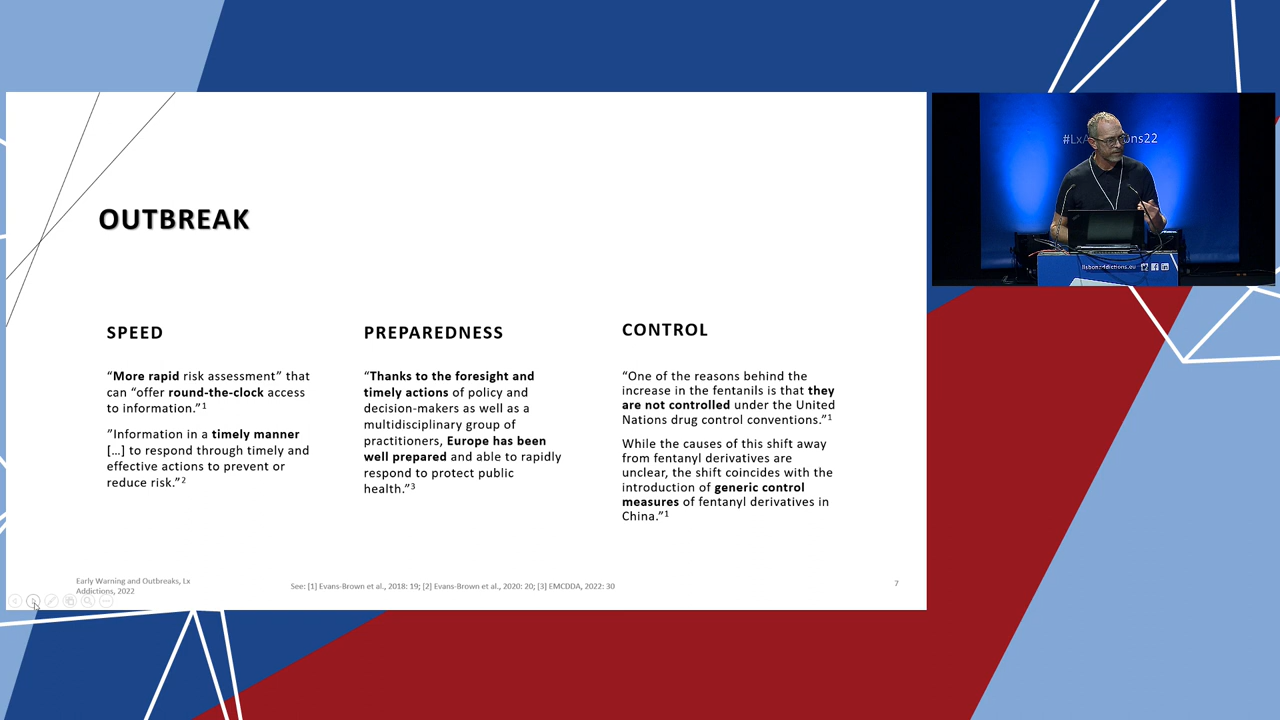 OUTBREAK
SPEED
“More rapid risk assessment” that
can “offer round-the-clock access
to information.”1
”Information in a timely manner
[…] to respond through timely and
effective actions to prevent or
reduce risk.”2
PREPAREDNESS
“Thanks to the foresight and
timely actions of policy and
decision-makers as well as a
multidisciplinary group of
practitioners, Europe has been
well prepared and able to rapidly
respond to protect public
health.”3
CONTROL
“One of the reasons behind the
increase in the fentanils is that they
are not controlled under the United
Nations drug control conventions.”1
While the causes of this shift away
from fentanyl derivatives are
unclear, the shift coincides with the
introduction of generic control
measures of fentanyl derivatives in
China.”1
Early Warning and Outbreaks, Lx
Addictions, 2022
See: [1] Evans-Brown et al., 2018: 19; [2] Evans-Brown et al., 2020: 20; [3] EMCDDA, 2022: 30
7
lisbonaddictions.eu